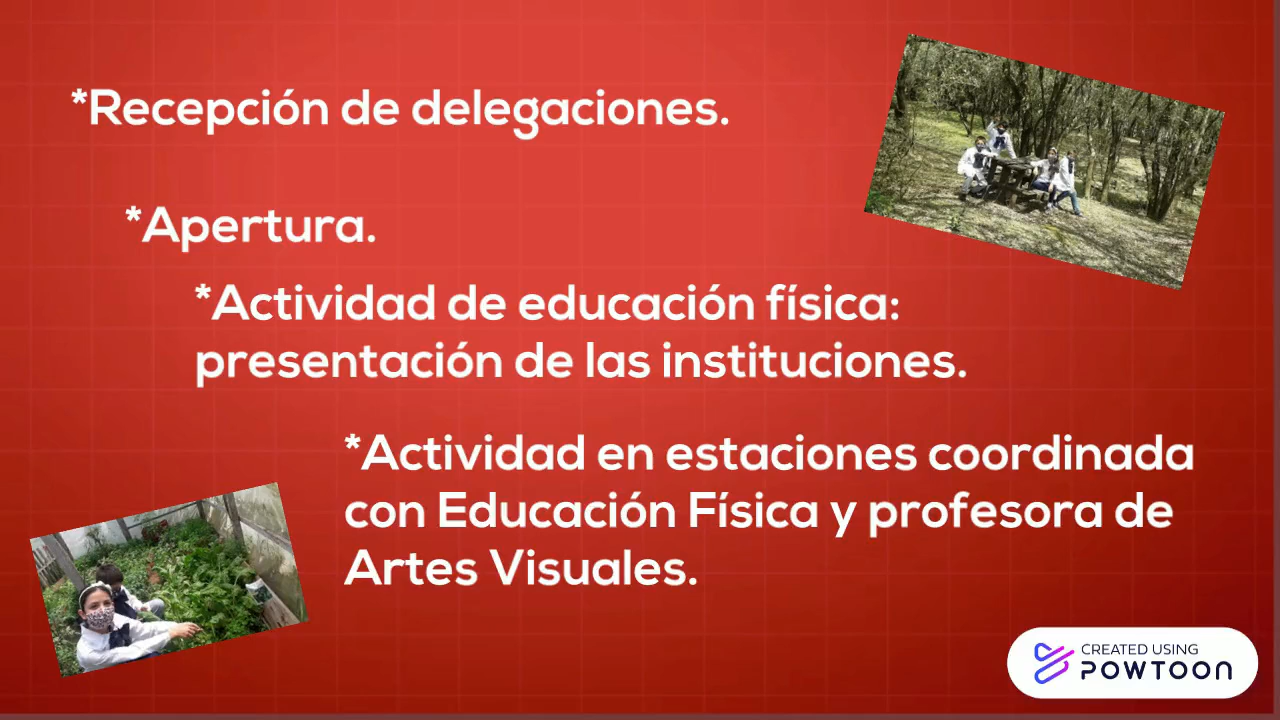 *Recepción de delegaciones.
*Apertura.
*Actividad de educación física:
presentación de las instituciones.
*Actividad en estaciones coordinada
con Educación Física y profesora de
Artes Visuales.
CREATED USING
POWTOON